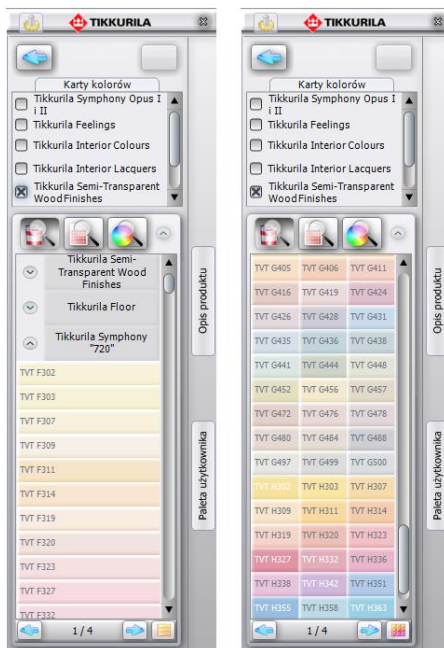 TIKKURILA
Karty kolorów
Tikkurila Symphony Opus I
i II
Tikkurila Feelings
Tikkurila Interior Colours
Tikkurila Interior Lacquers
Tikkurila Semi-Transparent
Wood Finishes
Tikkurila Semi-
Transparent Wood
Finishes
Tikkurila Floor
Tikkurila Symphony
"720"
TVT F302
TVT F303
TVT F307
TVT F309
TVT F311
TVT F314
TVT F319
TVT F320
TVT F323
TVT F327
TVT F332
1/4
Opis produktu
Paleta użytkownika
TIKKURILA
Karty kolorów
Tikkurila Symphony Opus I
i II
Tikkurila Feelings
Tikkurila Interior Colours
Tikkurila Interior Lacquers
Tikkurila Semi-Transparent
Wood Finishes
TVT G405 TVT G406 TVT G411
TVT G416 TVT G419 TVT G424
TVT G426 TVT G428 TVT G431
TVT G435 TVT G436 TVT G438
TVT G441 TVT G444 TVT G448
TVT G452 TVT G456 TVT G457
TVT G472 TVT G476 TVT G478
TVT G480 TVT G484 TVT G488
TVT G497 TVT G499 TVT G500
TVT H302 TVT H303 TVT H307
TVT H309 TVT H311 TVT H314
TVT H319 TVT H320 TVT H323
TVT H327 TVT H332 TVT H336
TVT H338 TVT H342 TVT H351
TVT H355 TVT H358 TVT H363
1/4
Opis produktu
Paleta użytkownika